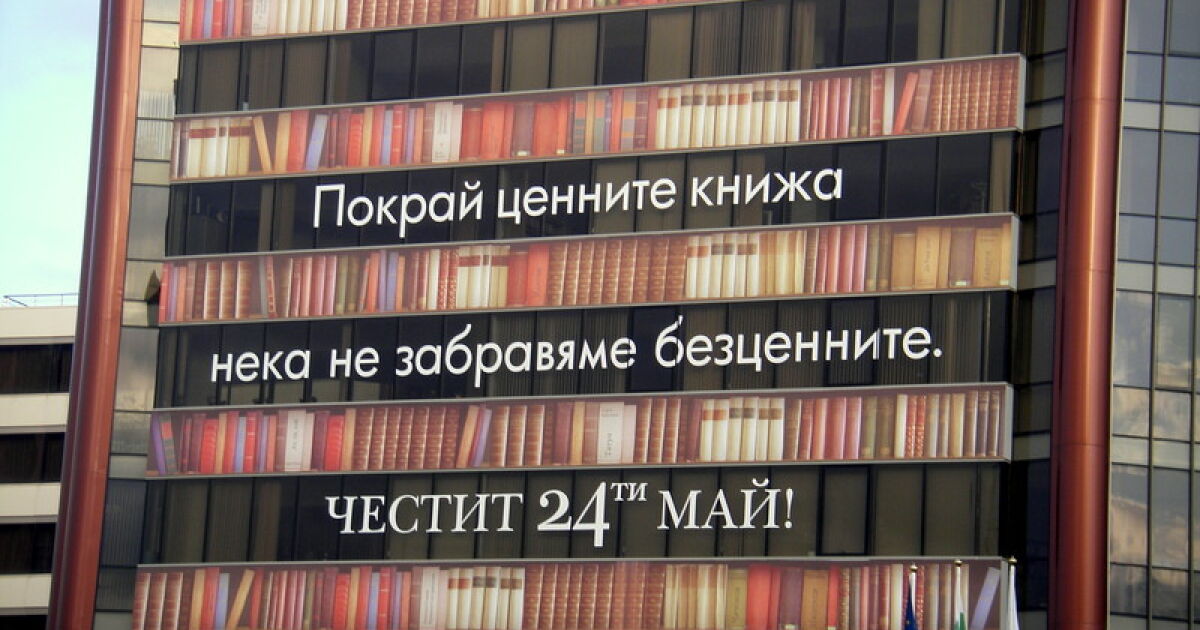 Покрай ценните книжа
нека не забравяме безценните.
ЧЕСТИТ 24ти МАЙ!